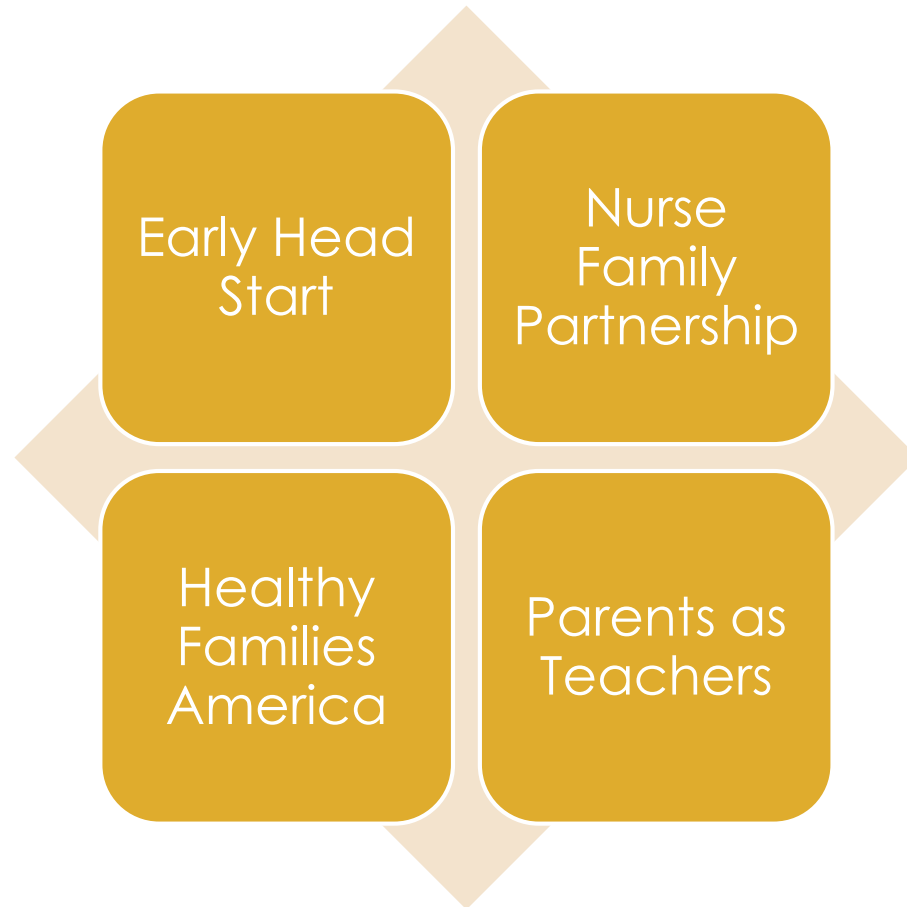 Early Head
Start
Nurse
Family
Partnership
Healthy
Families
America
Parents as
Teachers